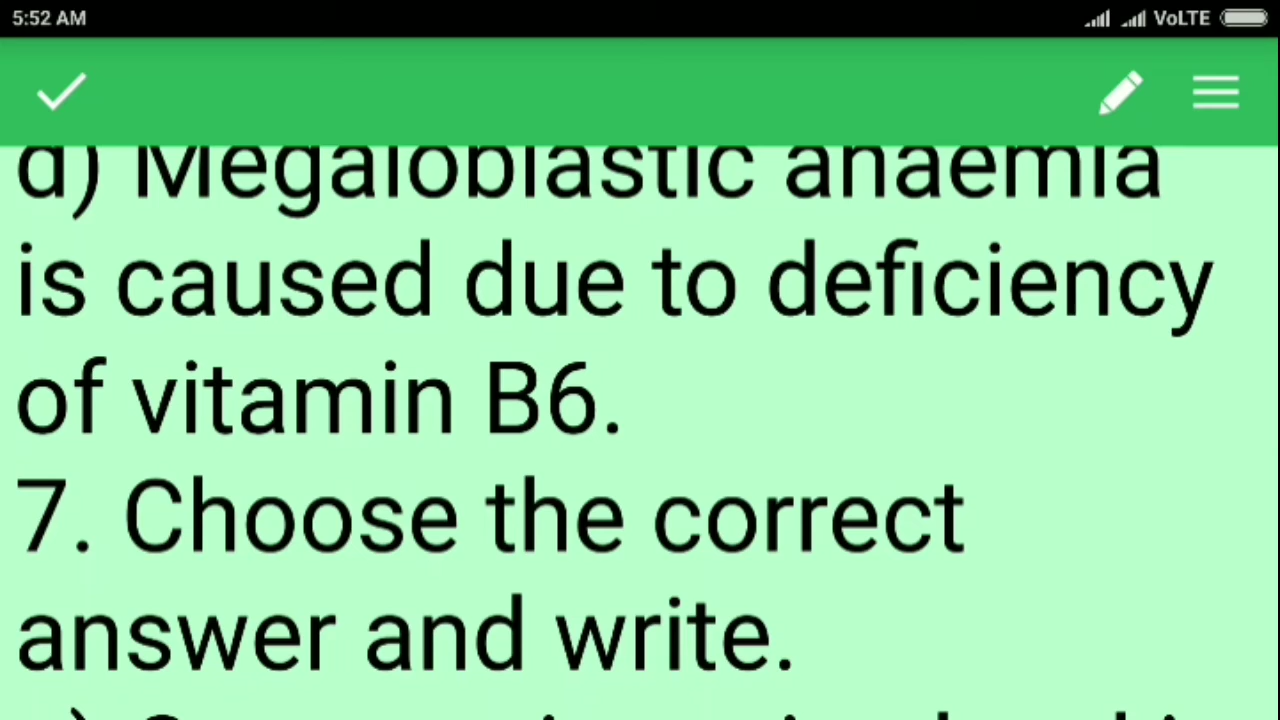 5:52 AM
VoLTE
d) Megaloblastic anaemia
is caused due to deficiency
of vitamin B6.
7. Choose the correct
answer and write.